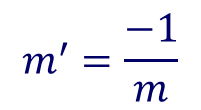 m′ = −1/m